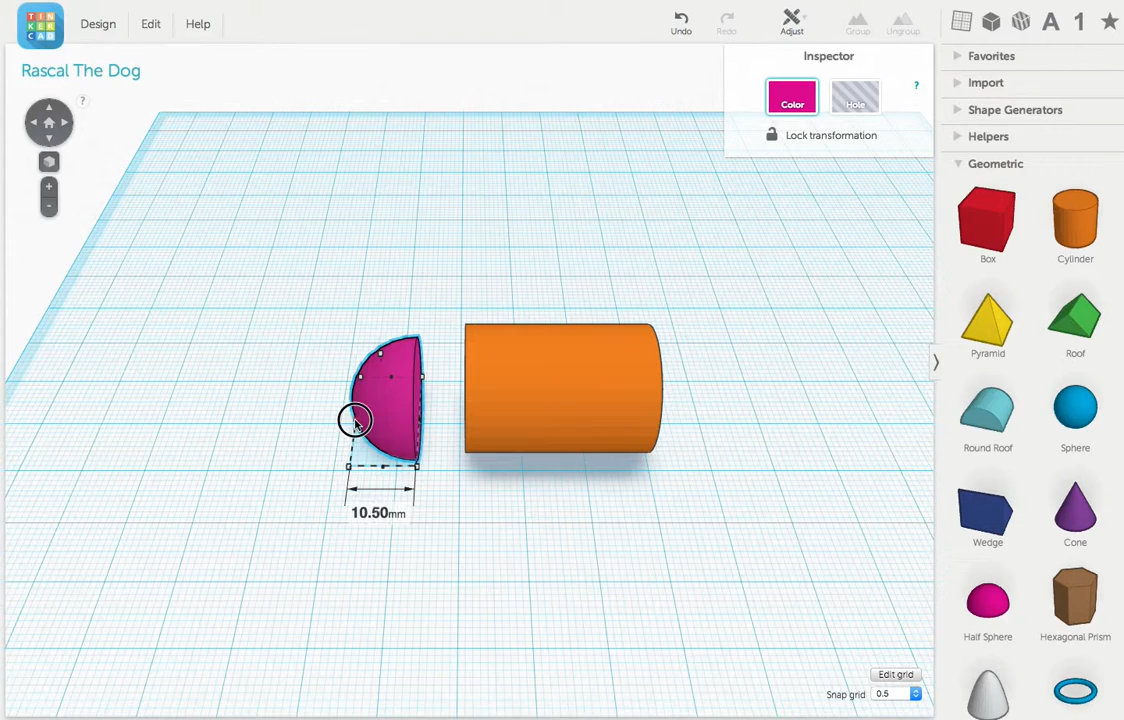 TIN
KER
CAD
Design
Edit
Help
Undo
Redo
Adjust
Group
Ungroup
A
1
Rascal The Dog
?
Inspector
Color
Hole
?
Lock transformation
Favorites
Import
Shape Generators
Helpers
Geometric
Box
Cylinder
Pyramid
Roof
Round Roof
Sphere
Wedge
Cone
Half Sphere
Hexagonal Prism
+
-
10.50mm
Edit grid
Snap grid
0.5